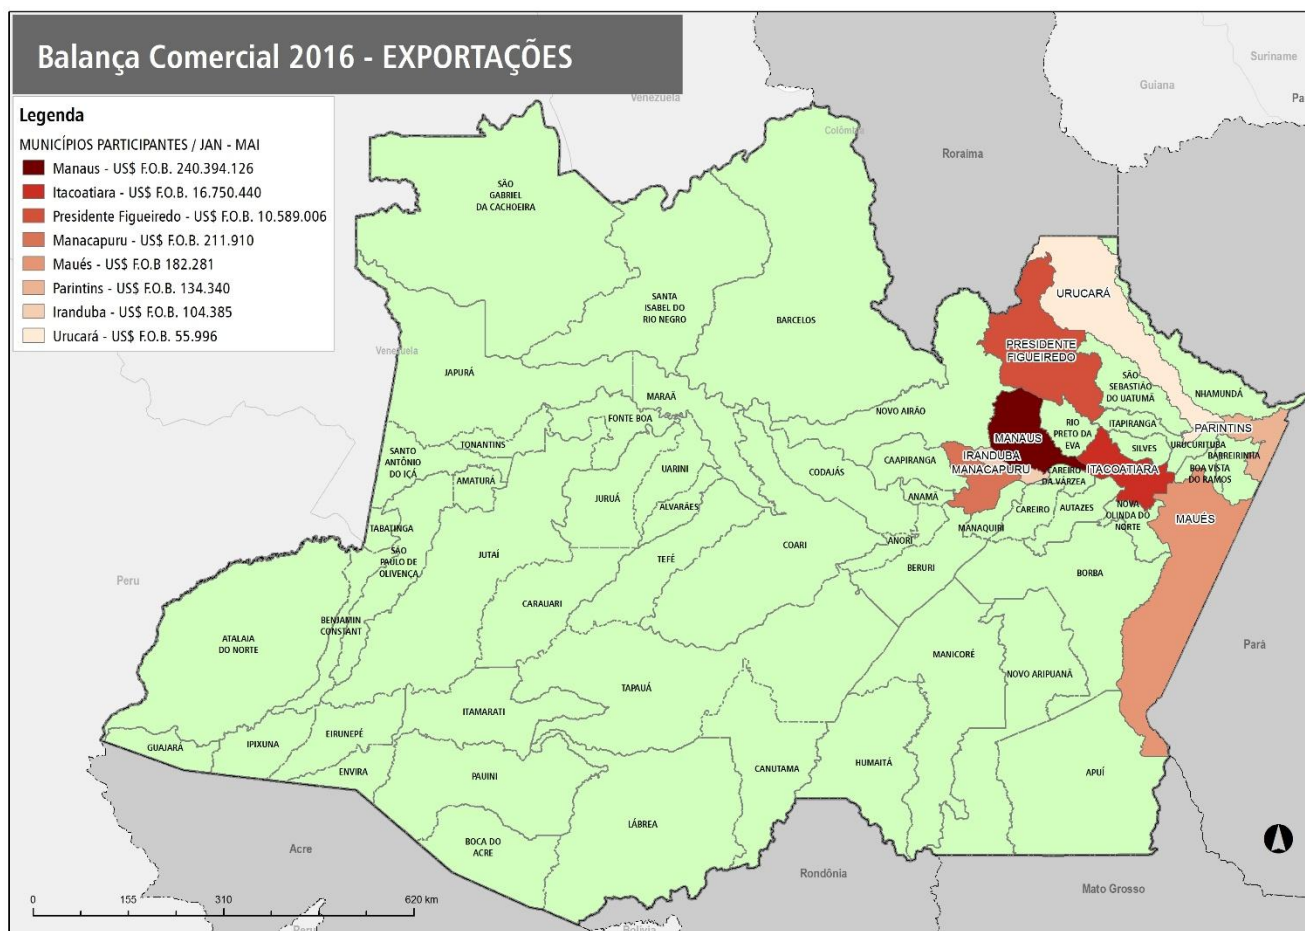 Balança Comercial 2016 - EXPORTAÇÕES
Legenda
MUNICÍPIOS PARTICIPANTES / JAN - MAI
Manaus - US$ F.O.B. 240.394.126
Itacoatiara - US$ F.O.B. 16.750.440
Presidente Figueiredo - US$ F.O.B. 10.589.006
Manacapuru - US$ F.O.B. 211.910
Maués - US$ F.O.B 182.281
Parintins - US$ F.O.B. 134.340
Iranduba - US$ F.O.B. 104.385
Urucará - US$ F.O.B. 55.996
Suriname
Guiana
Pa
Venezuela
Colômbia
Roraima
SÃO
GABRIEL
DA CACHOEIRA
SANTA
ISABEL DO
RIO NEGRO
BARCELOS
URUCARÁ
PRESIDENTE
FIGUEIREDO
Venezuela
JAPURÁ
MARAÃ
SÃO
SEBASTIÃO
DO UATUMÃ
NHAMUNDÁ
FONTE BOA
NOVO AIRÃO
RIO
PRETO DA
EVA
ITAPIRANGA
PARINTINS
TONANTINS
MANAUS
SILVES
URUCURITUBA
BARREIRINHA
SANTO
ANTÔNIO
DO IÇÁ
UARINI
CODAJÁS
CAAPIRANGA
IRANDUBA
MANACAPURU
CAREIRO
DA VÁRZEA
ITACOATIARA
BOA VISTA
DO RAMOS
AMATURÁ
JURUÁ
ALVARÃES
ANAMÃ
CAREIRO
AUTAZES
NOVA
OLINDA DO
NORTE
MAUÉS
TABATINGA
SÃO
PAULO DE
OLIVENÇA
JUTAÍ
TEFÉ
COARI
ANORI
MANAQUIRI
BERURI
BORBA
Peru
CARAUARI
BENJAMIN
CONSTANT
ATALAIA
DO NORTE
Pará
MANICORÉ
NOVO ARIPUANÃ
TAPAUÁ
ITAMARATI
GUAJARÁ
IPIXUNA
EIRUNEPÉ
ENVIRA
PAUINI
CANUTAMA
HUMAITÁ
APUÍ
LÁBREA
BOCA DO
ACRE
Acre
Rondônia
Mato Grosso
0 155 310 620 km
Peru
Bolívia